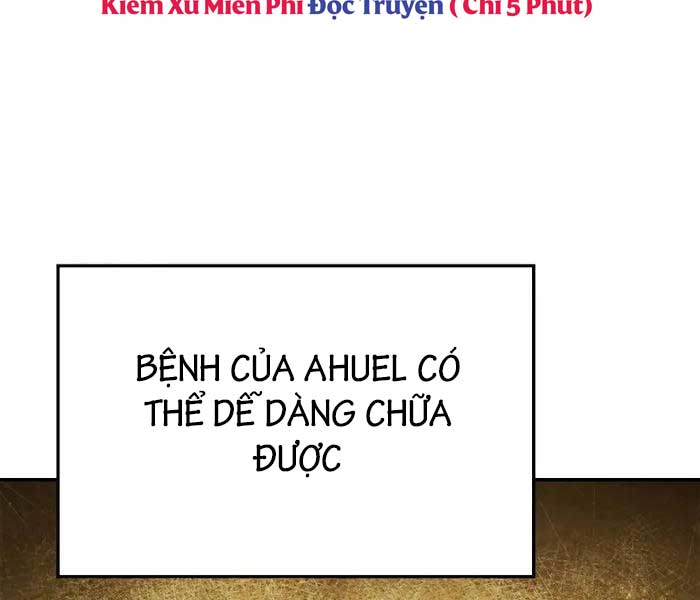 Kiếm Xu Miễn Phí Đọc Truyện ( Chỉ 5 Phút)
BỆNH CỦA AHUEL CÓ
THỂ DỄ DÀNG CHỮA
ĐƯỢC